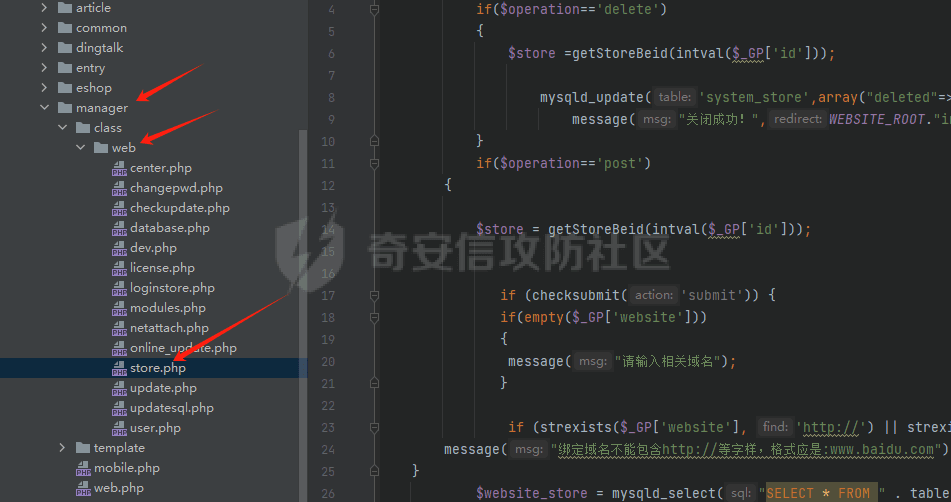 article
common
dingtalk
entry
eshop
manager
class
web
center.php
changepwd.php
checkupdate.php
database.php
dev.php
license.php
loginstore.php
modules.php
netattach.php
online_update.php
store.php
update.php
updatesql.php
user.php
template
mobile.php
web.php
4 if($operation=='delete')
5 {
6 $store =getStoreBeid(intval($_GP['id']));
7
8 mysqld_update( table: 'system_store',array("deleted"=>
9 message( msg: "关闭成功！", redirect: WEBSITE_ROOT."in
10 }
11 if($operation=='post')
12 {
13
14 $store = getStoreBeid(intval($_GP['id']));
15
16
17 if (checksubmit( action: 'submit')) {
18 if(empty($_GP['website']))
19 {
20 message( msg: "请输入相关域名");
21 }
22
23 if (strexists($_GP['website'], find: 'http://') || strexi
24 message( msg: "绑定域名不能包含http://等字样，格式应是:www.baidu.com")
25 }
26 $website_store = mysqld_select( sql: "SELECT * FROM " . table
奇安信攻防社区